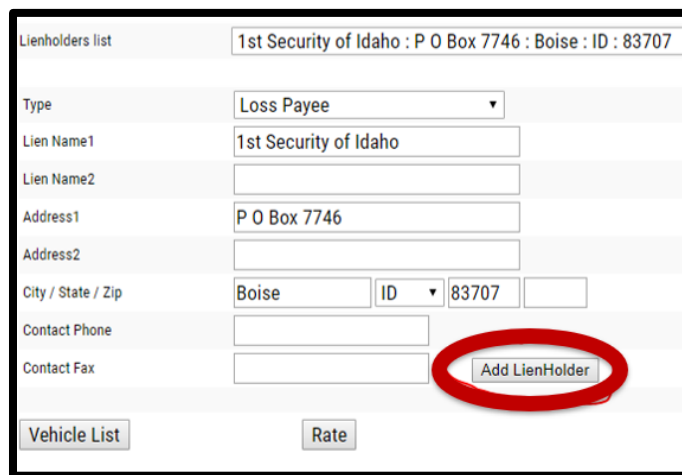 Lienholders list 1st Security of Idaho : P O Box 7746 : Boise : ID : 83707
Type Loss Payee
Lien Name1 1st Security of Idaho
Lien Name2
Address1 P O Box 7746
Address2
City / State / Zip Boise ID 83707
Contact Phone
Contact Fax Add LienHolder
Vehicle List Rate